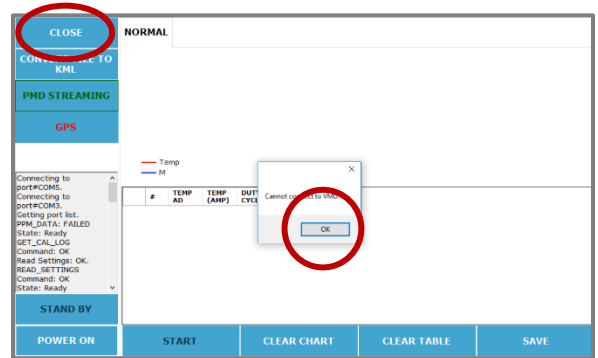 CLOSE
NORMAL
KML
PMD STREAMING
GPS
Temp
M
Connecting to
port#COM5.
Connecting to
port#COM3.
Getting port list.
PPM_DATA: FAILED
State: Ready
GET_CAL_LOG
Command: OK
Read Settings: OK.
READ_SETTINGS
Command: OK
State: Ready
# TEMP AD TEMP (AMP)
Cannot connect to VMD
OK
STAND BY
POWER ON
START
CLEAR CHART
CLEAR TABLE
SAVE